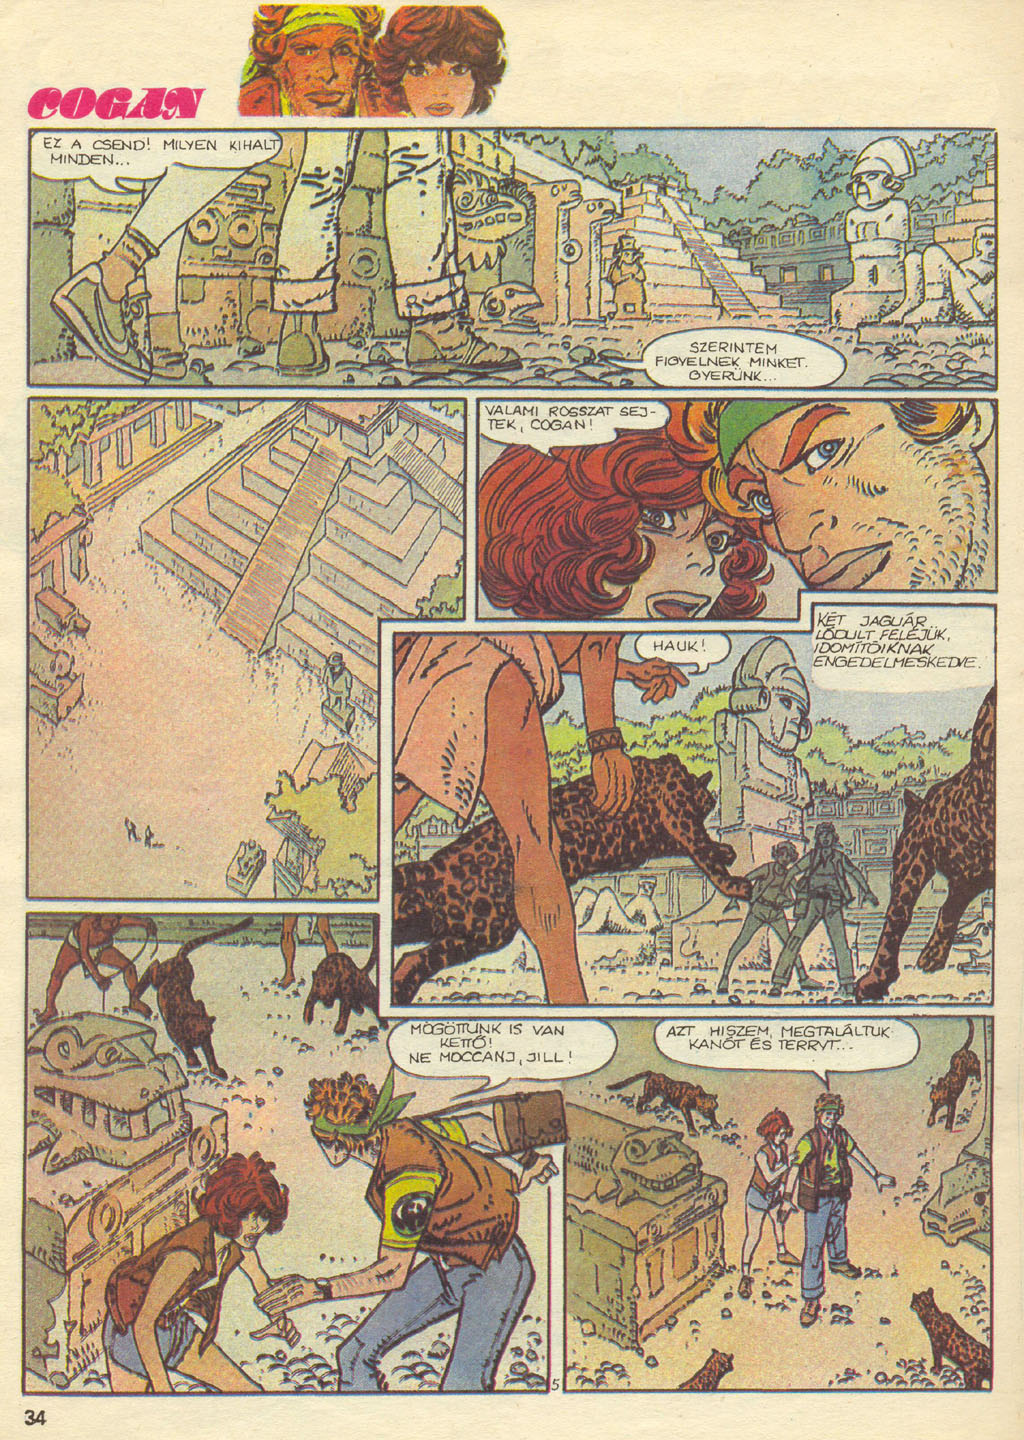 COGAN
EZ A CSEND! MILYEN KIHALT
MINDEN...
SZERINTEM
FIGYELNEK MINKET.
GYERÜNK...
VALAMI ROSSZAT SEJ-
TEK, COGAN!
HAUK!
KÉT JAGUÁR
LÓDULT FELÉJÜK,
IDOMÍTÓIKNAK
ENGEDELMESKEDVE.
MÖGÖTTÜNK IS VAN
KETTŐ!
NE MOCCANJ, JILL!
AZT HISZEM, MEGTALÁLTUK
KANOT ÉS TERRYT...
5
34